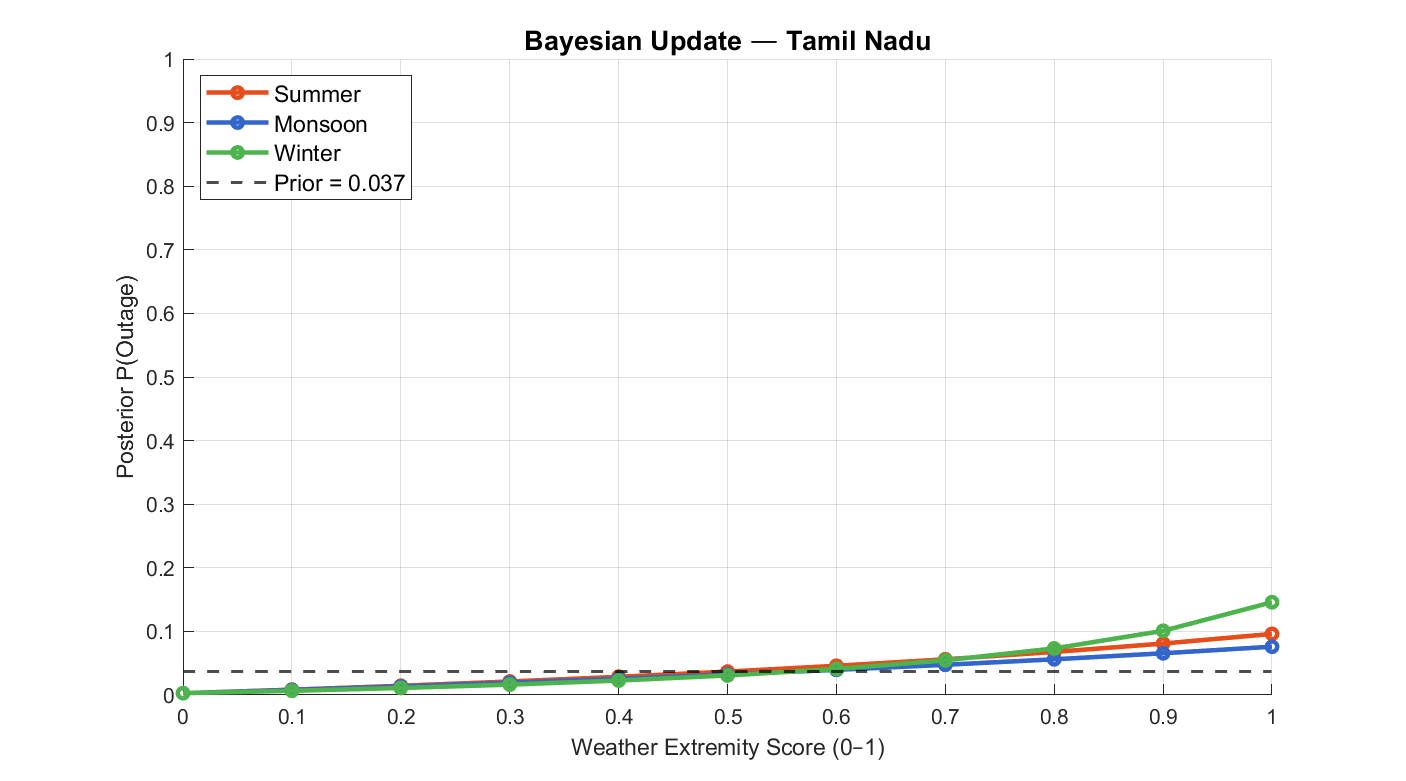 Bayesian Update — Tamil Nadu
Summer
Monsoon
Winter
Prior = 0.037
Posterior P(Outage)
1
0.9
0.8
0.7
0.6
0.5
0.4
0.3
0.2
0.1
0
0 0.1 0.2 0.3 0.4 0.5 0.6 0.7 0.8 0.9 1
Weather Extremity Score (0–1)